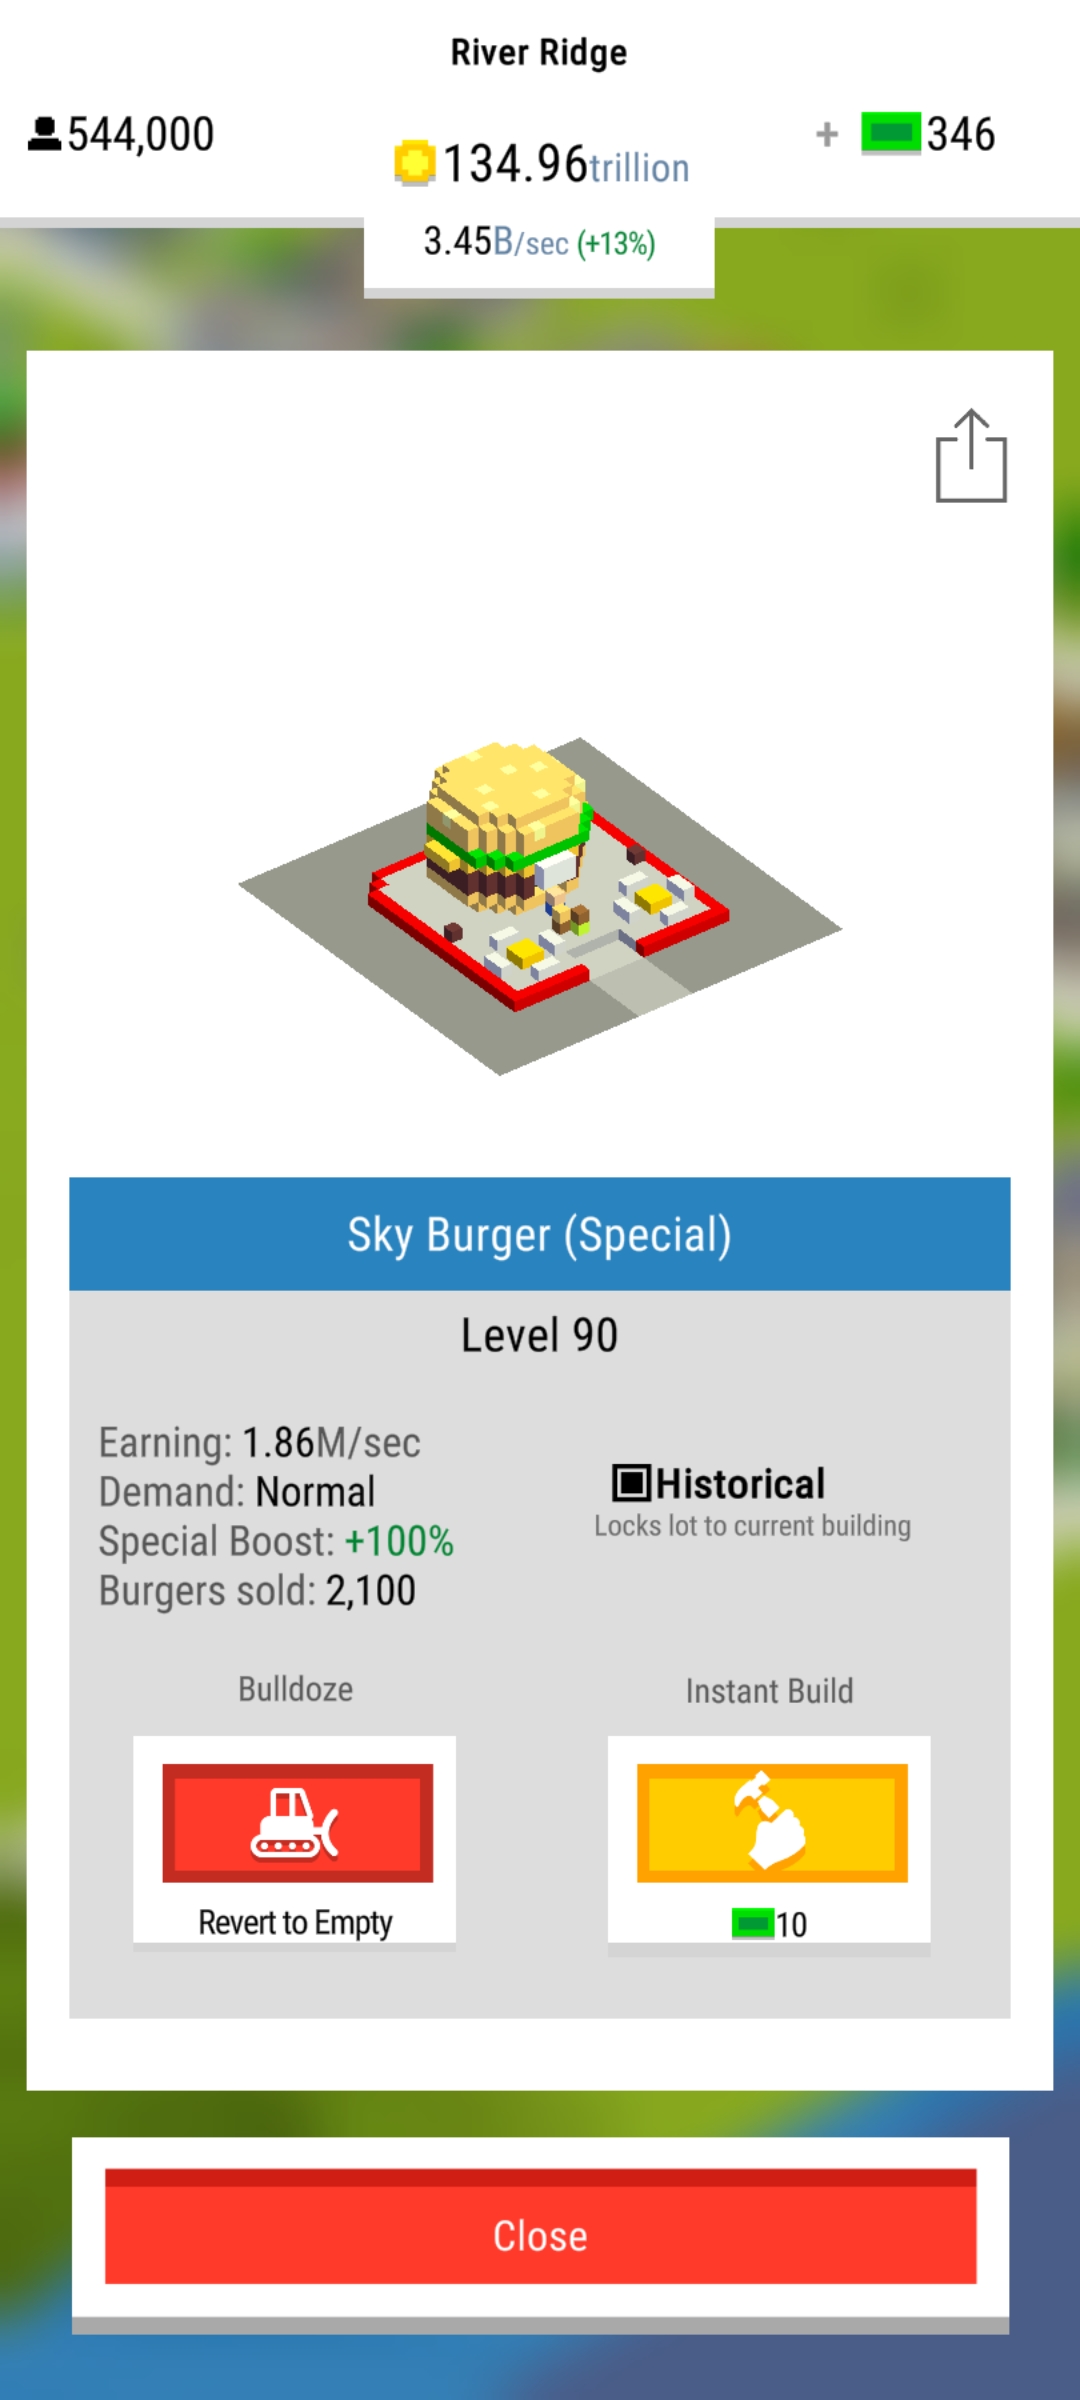 River Ridge
544,000
134.96trillion
+ 346
3.45B/sec (+13%)
Sky Burger (Special)
Level 90
Earning: 1.86M/sec
Demand: Normal
Special Boost: +100%
Burgers sold: 2,100
Historical
Locks lot to current building
Bulldoze
Revert to Empty
Instant Build
10
Close